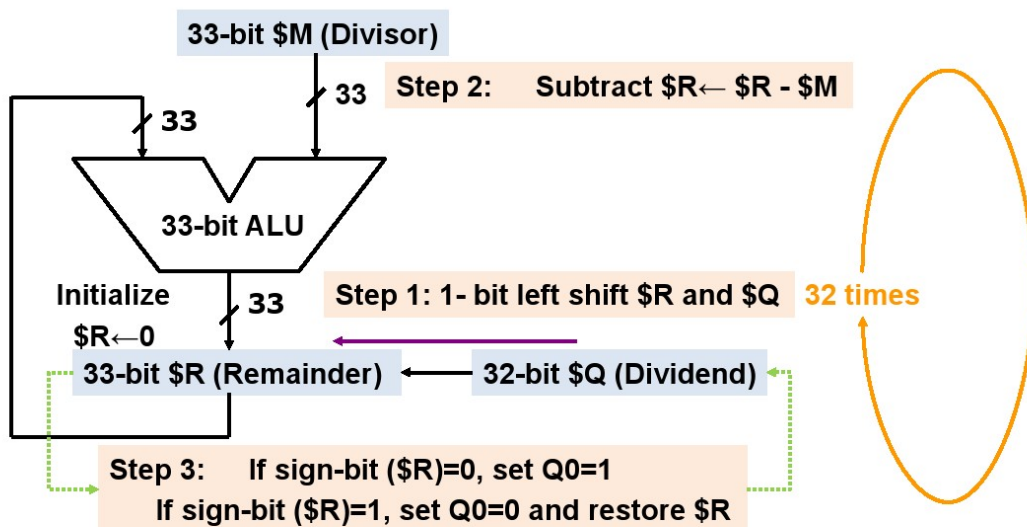 33-bit $M (Divisor)
33
Step 2: Subtract $R← $R - $M
33
33-bit ALU
Initialize
$R←0
33
Step 1: 1- bit left shift $R and $Q
32 times
33-bit $R (Remainder)
32-bit $Q (Dividend)
Step 3: If sign-bit ($R)=0, set Q0=1
If sign-bit ($R)=1, set Q0=0 and restore $R